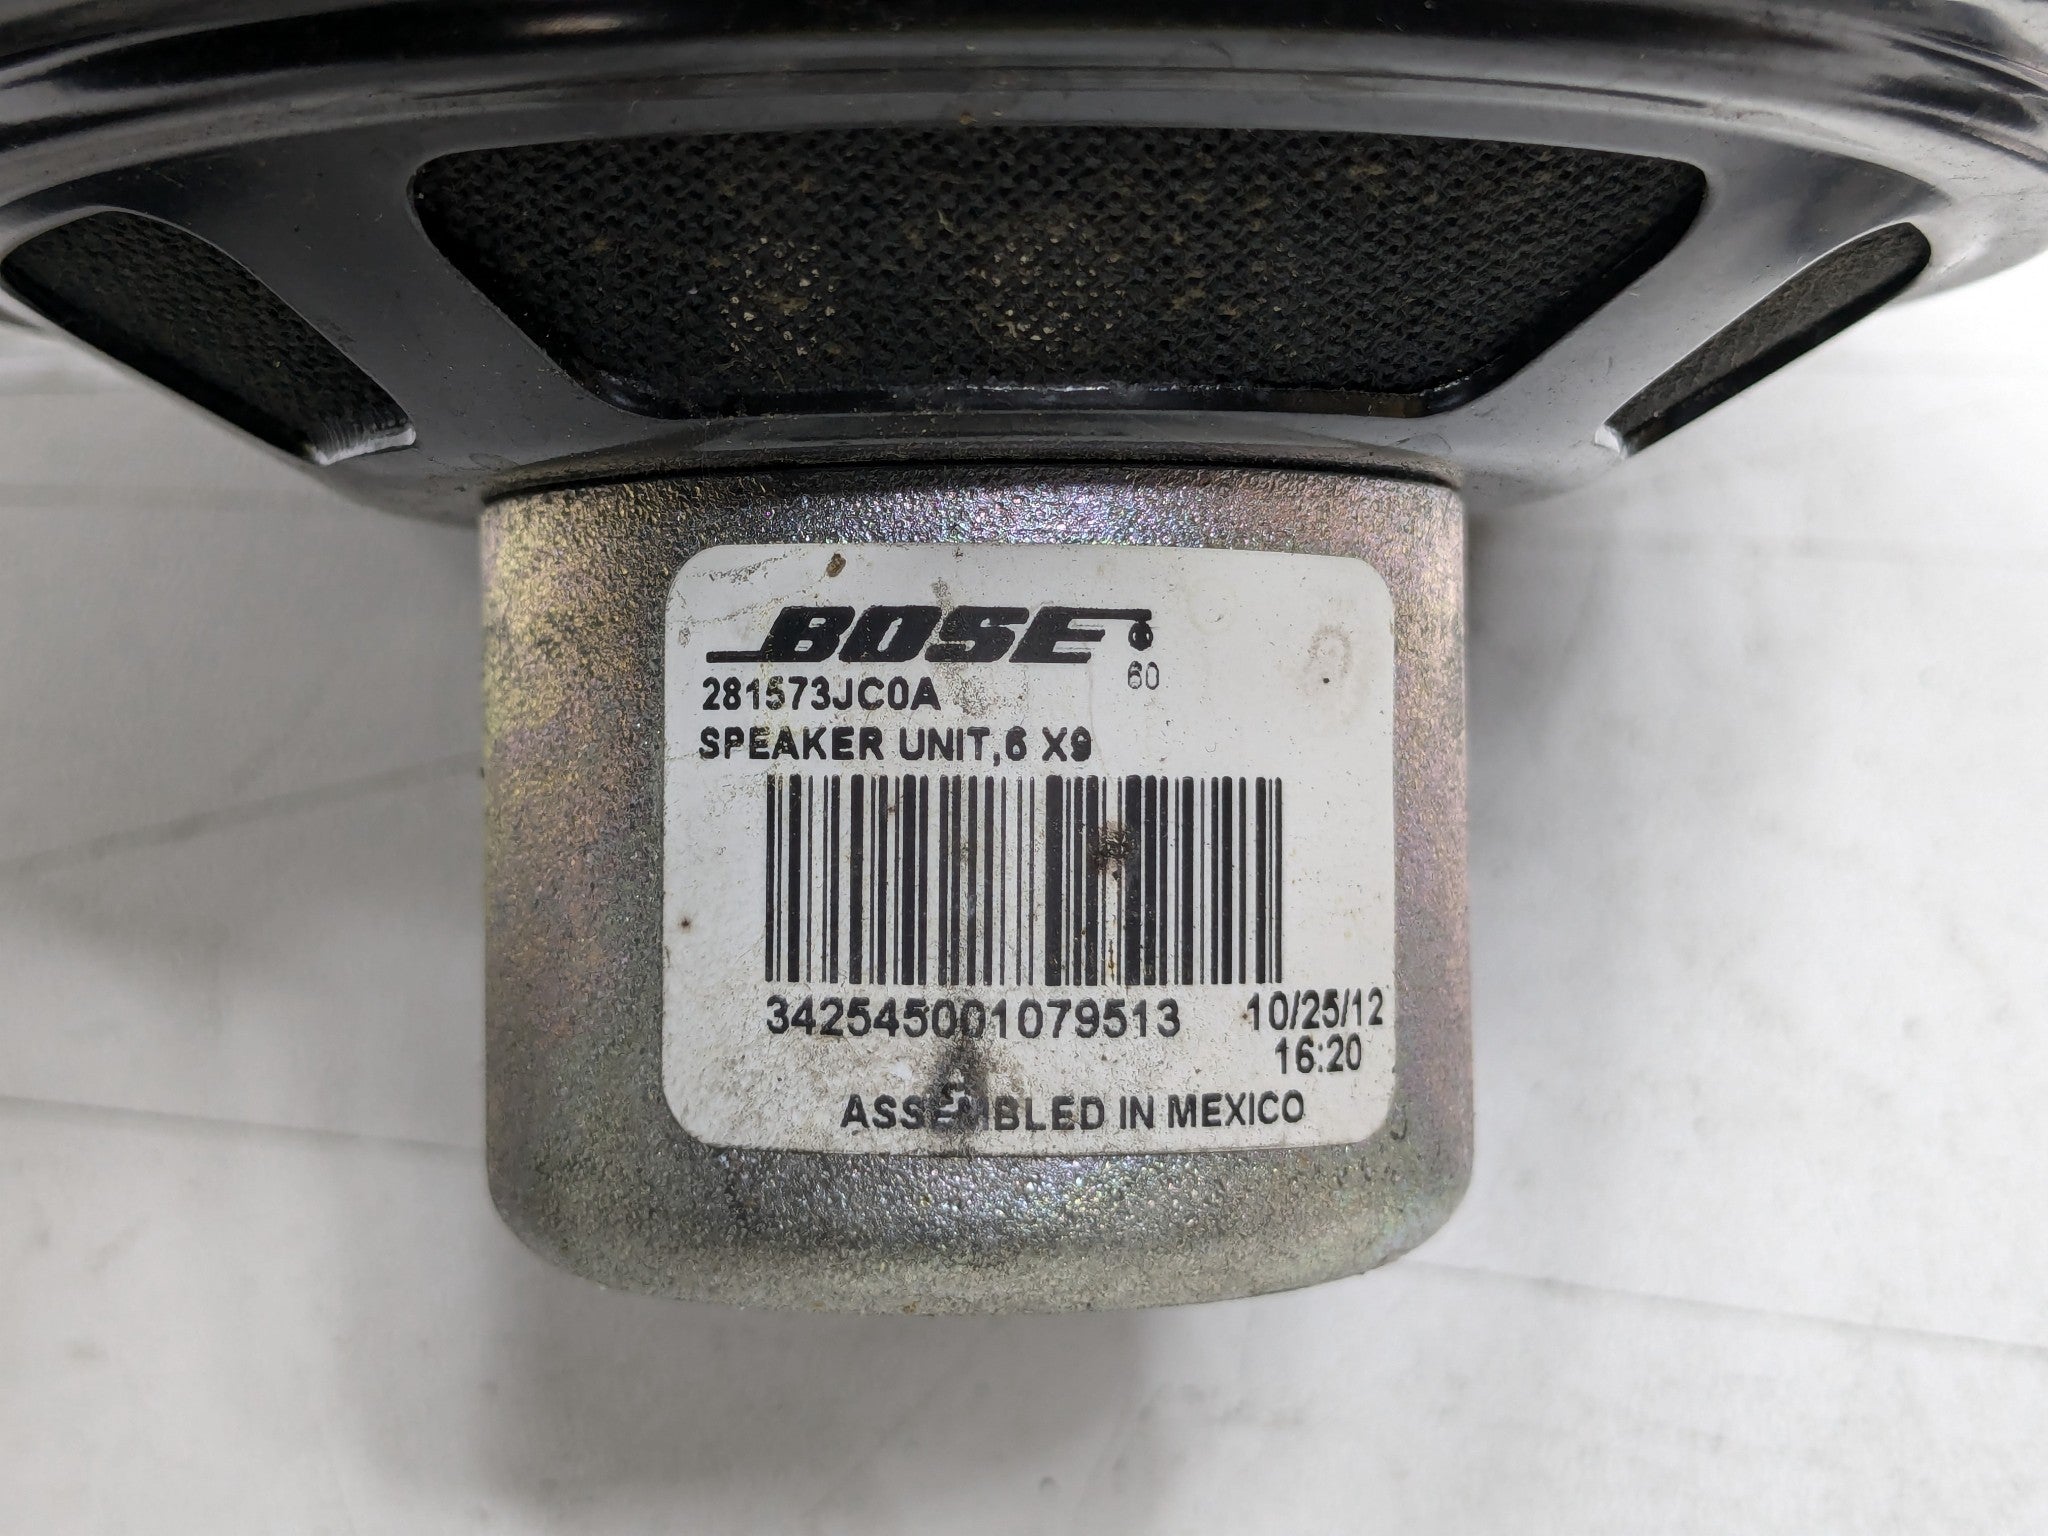 BOSE ®
60
281573JC0A
SPEAKER UNIT,6 X9
342545001079513
10/25/12
16:20
ASSEMBLED IN MEXICO